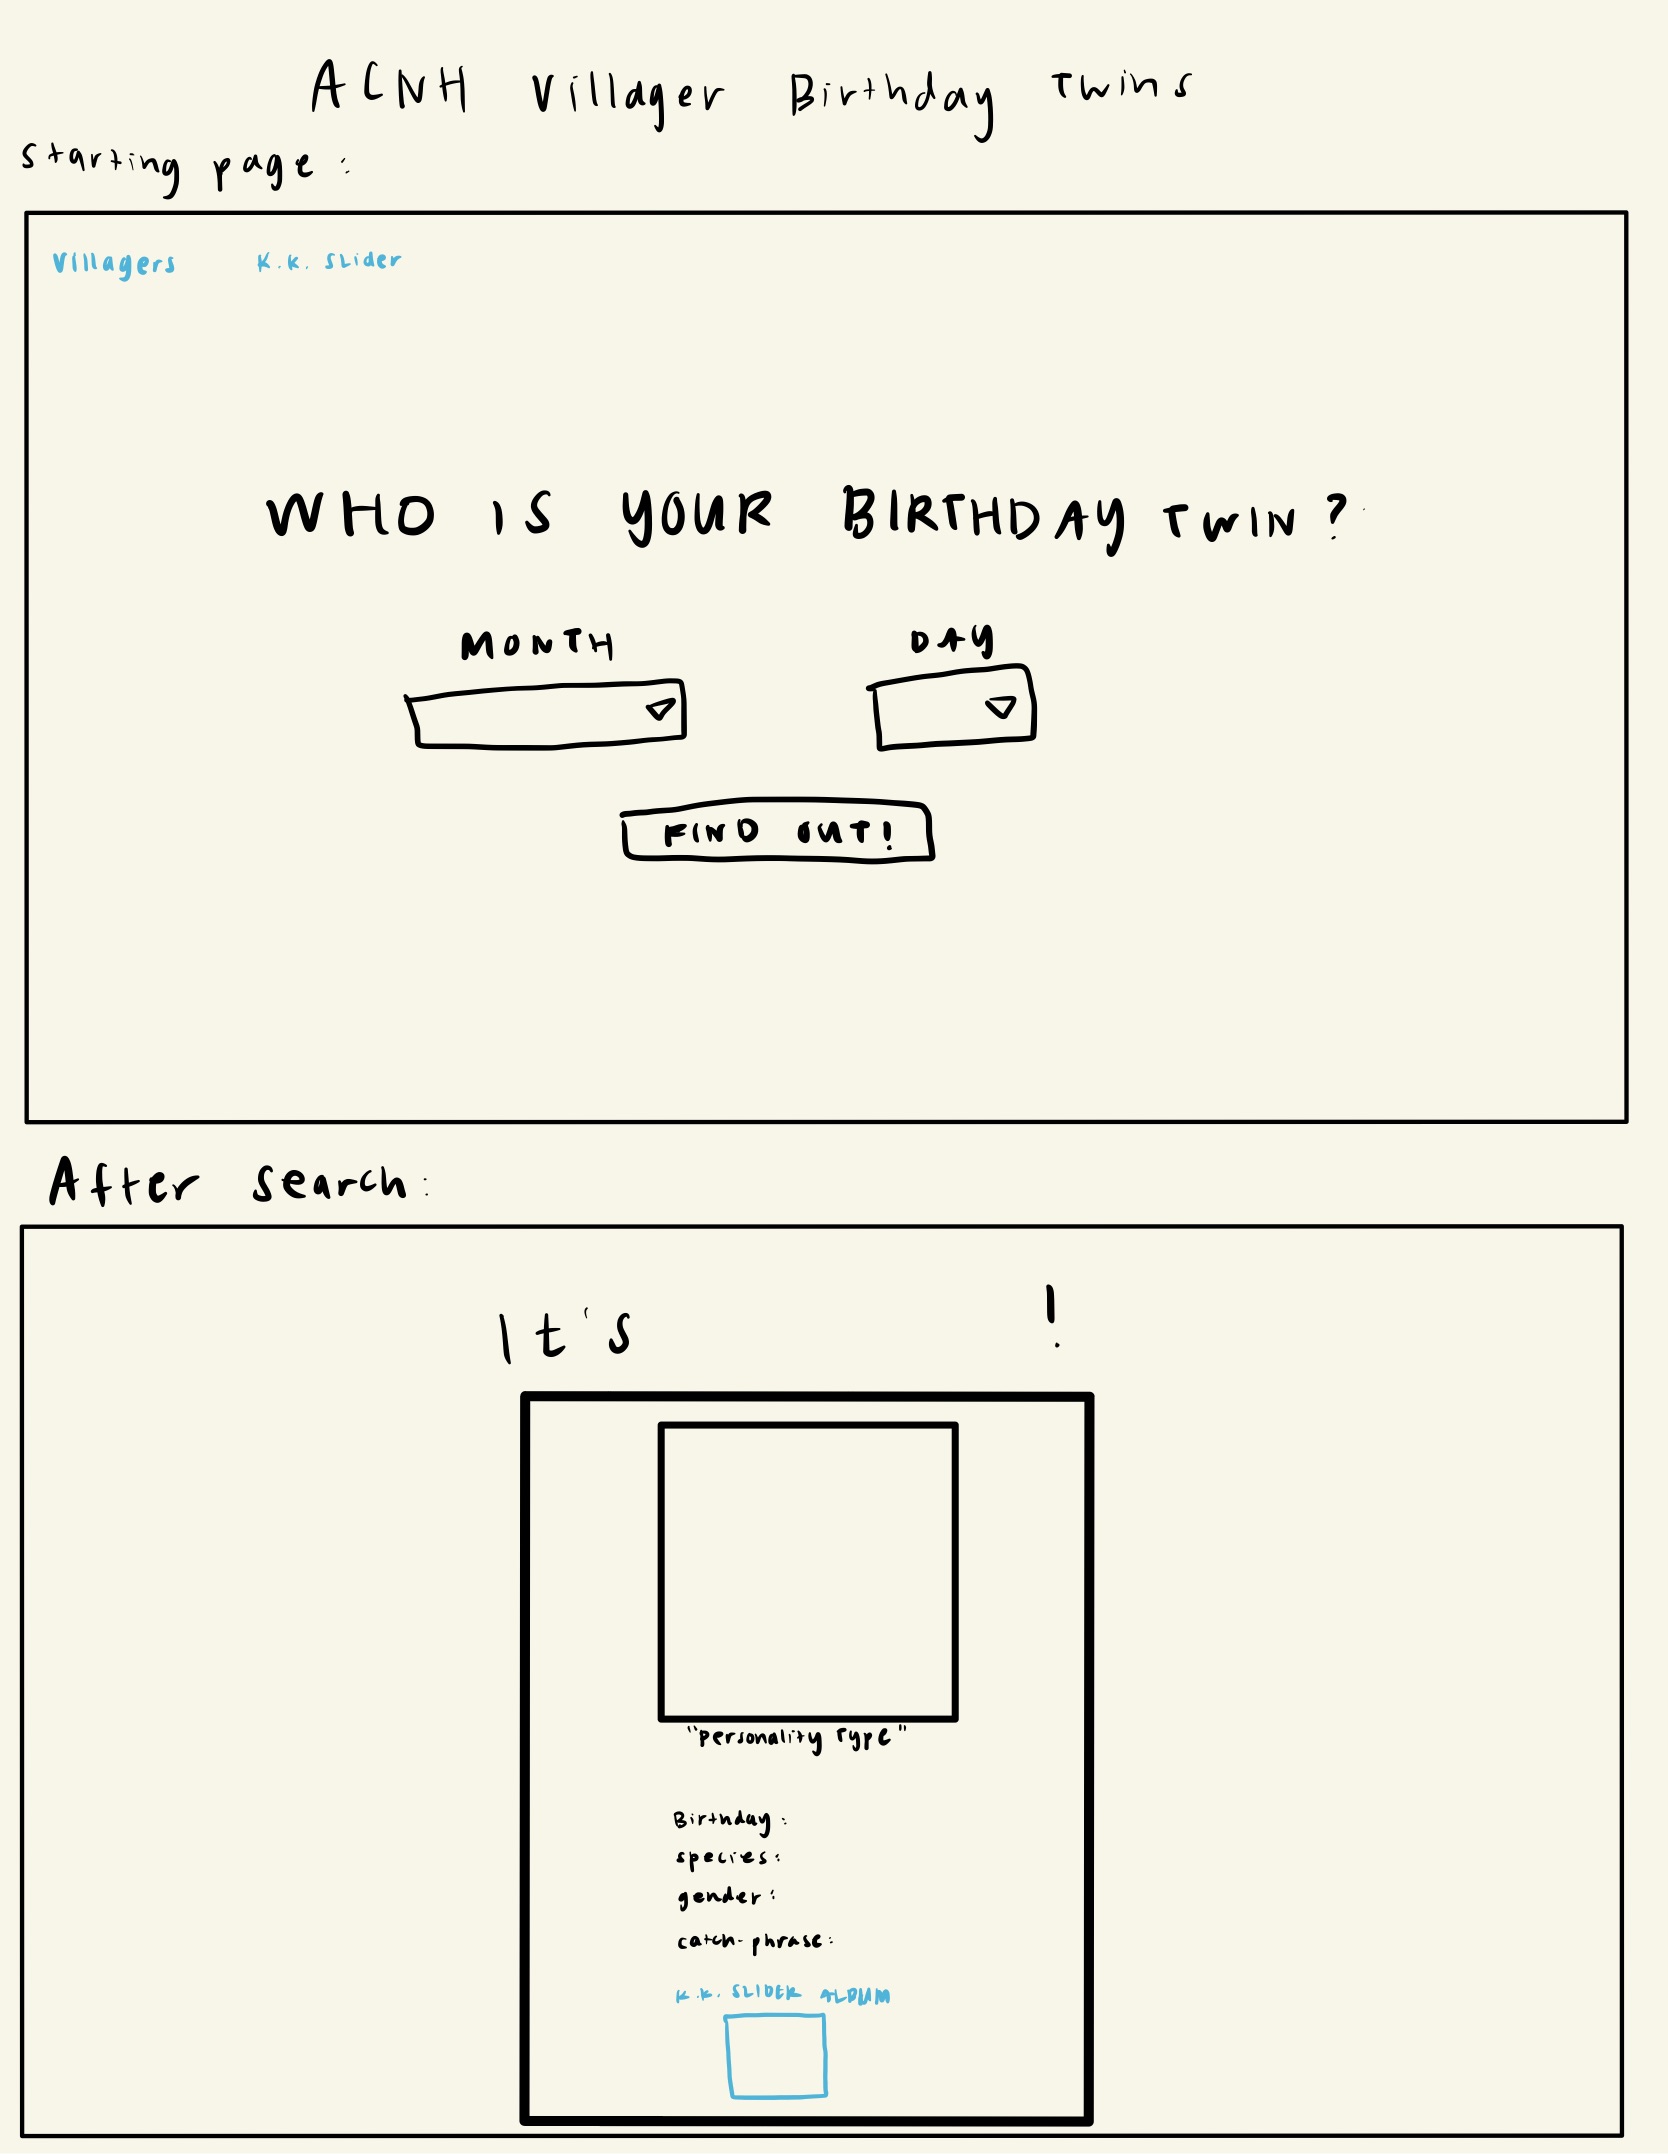 ACNH Villager Birthday Twins
starting page:
Villagers K.K. Slider
WHO IS YOUR BIRTHDAY TWIN?
MONTH DAY
FIND OUT!
After search:
It's !
"Personality Type"
Birthday:
species:
gender:
catch-phrase:
K.K. SLIDER ALBUM